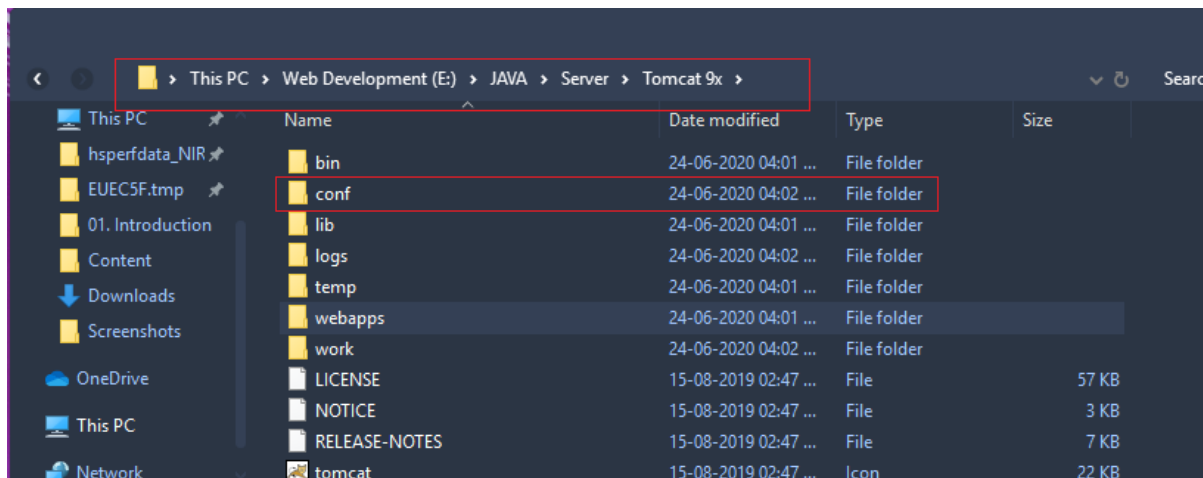 This PC > Web Development (E:) > JAVA > Server > Tomcat 9x >
Searc
This PC
hsperfdata_NIR
EUEC5F.tmp
01. Introduction
Content
Downloads
Screenshots
OneDrive
This PC
Network
Name Date modified Type Size
bin 24-06-2020 04:01 ... File folder
conf 24-06-2020 04:02 ... File folder
lib 24-06-2020 04:01 ... File folder
logs 24-06-2020 04:02 ... File folder
temp 24-06-2020 04:01 ... File folder
webapps 24-06-2020 04:01 ... File folder
work 24-06-2020 04:02 ... File folder
LICENSE 15-08-2019 02:47 ... File 57 KB
NOTICE 15-08-2019 02:47 ... File 3 KB
RELEASE-NOTES 15-08-2019 02:47 ... File 7 KB
tomcat 15-08-2019 02:47 ... Icon 22 KB